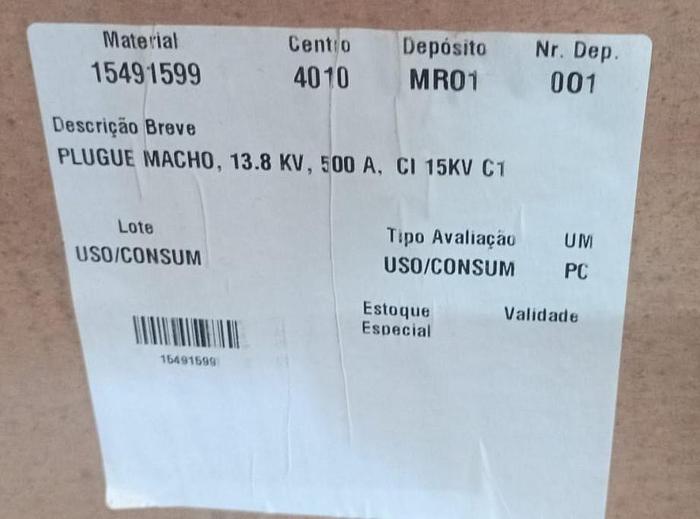 Material Centro Depósito Nr. Dep.
15491599 4010 MR01 001
Descrição Breve
PLUGUE MACHO, 13.8 KV, 500 A, CI 15KV C1
Lote Tipo Avaliação UM
USO/CONSUM USO/CONSUM PC
Estoque Validade
Especial
15491599